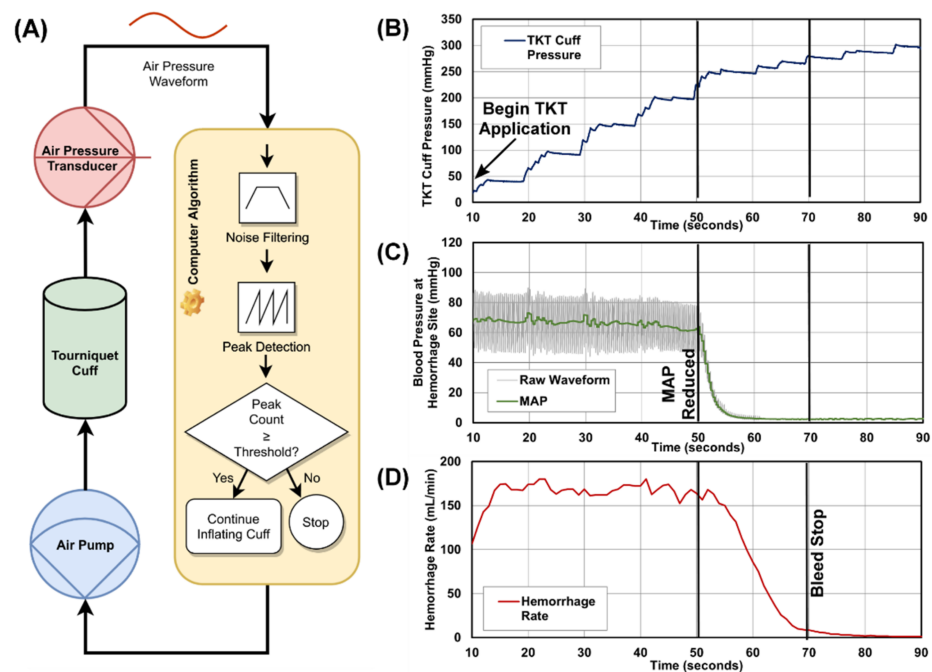 (A)
Air Pressure
Waveform
Air Pressure
Transducer
Tourniquet
Cuff
Air Pump
Computer Algorithm
Noise Filtering
Peak Detection
Peak
Count
≥
Threshold?
Yes
No
Continue
Inflating Cuff
Stop
(B)
TKT Cuff Pressure (mmHg)
350
300
250
200
150
100
50
0
TKT Cuff
Pressure
Begin TKT
Application
10 20 30 40 50 60 70 80 90
Time (seconds)
(C)
Blood Pressure at
Hemorrhage Site (mmHg)
120
100
80
60
40
20
0
Raw Waveform
MAP
MAP
Reduced
10 20 30 40 50 60 70 80 90
Time (seconds)
(D)
Hemorrhage Rate (mL/min)
200
150
100
50
0
Hemorrhage
Rate
Bleed Stop
10 20 30 40 50 60 70 80 90
Time (seconds)